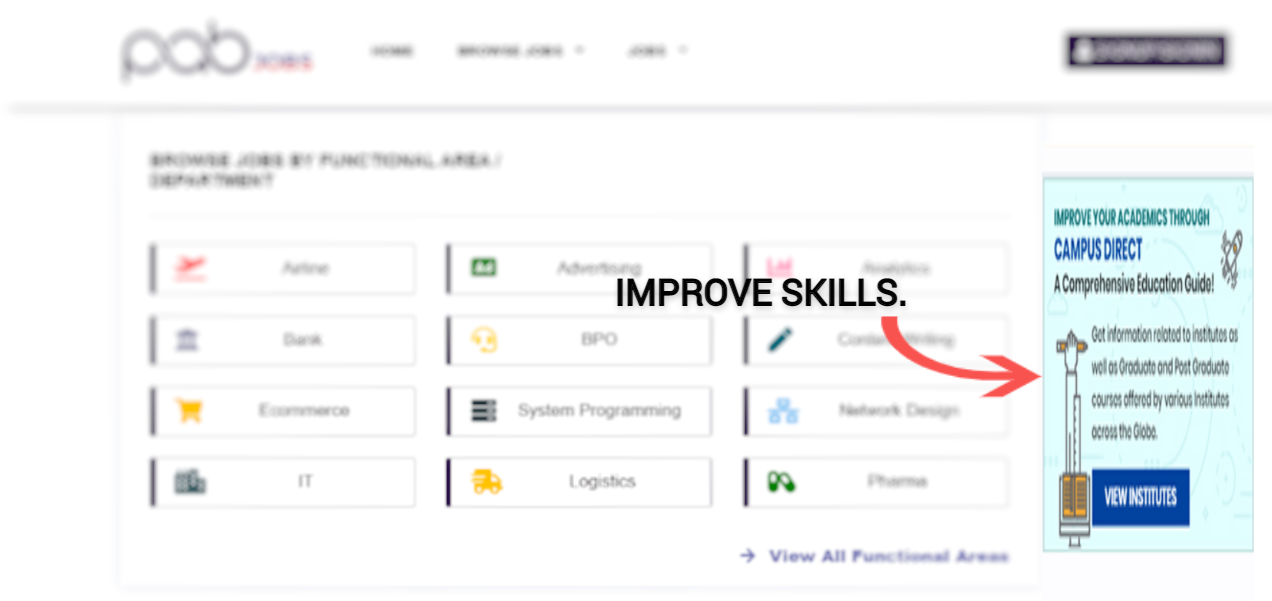 pab JOBS
HOME
BROWSE JOBS
JOBS
BROWSE JOBS BY FUNCTIONAL AREA /
DEPARTMENT
Airline
Ad
Advertising
Analytics
IMPROVE SKILLS.
Bank
BPO
Content Writing
Ecommerce
System Programming
Network Design
IT
Logistics
Pharma
View All Functional Areas
IMPROVE YOUR ACADEMICS THROUGH
CAMPUS DIRECT
A Comprehensive Education Guide!
Get information related to institutes as
well as Graduate and Post Graduate
courses offered by various Institutes
across the Globe.
VIEW INSTITUTES